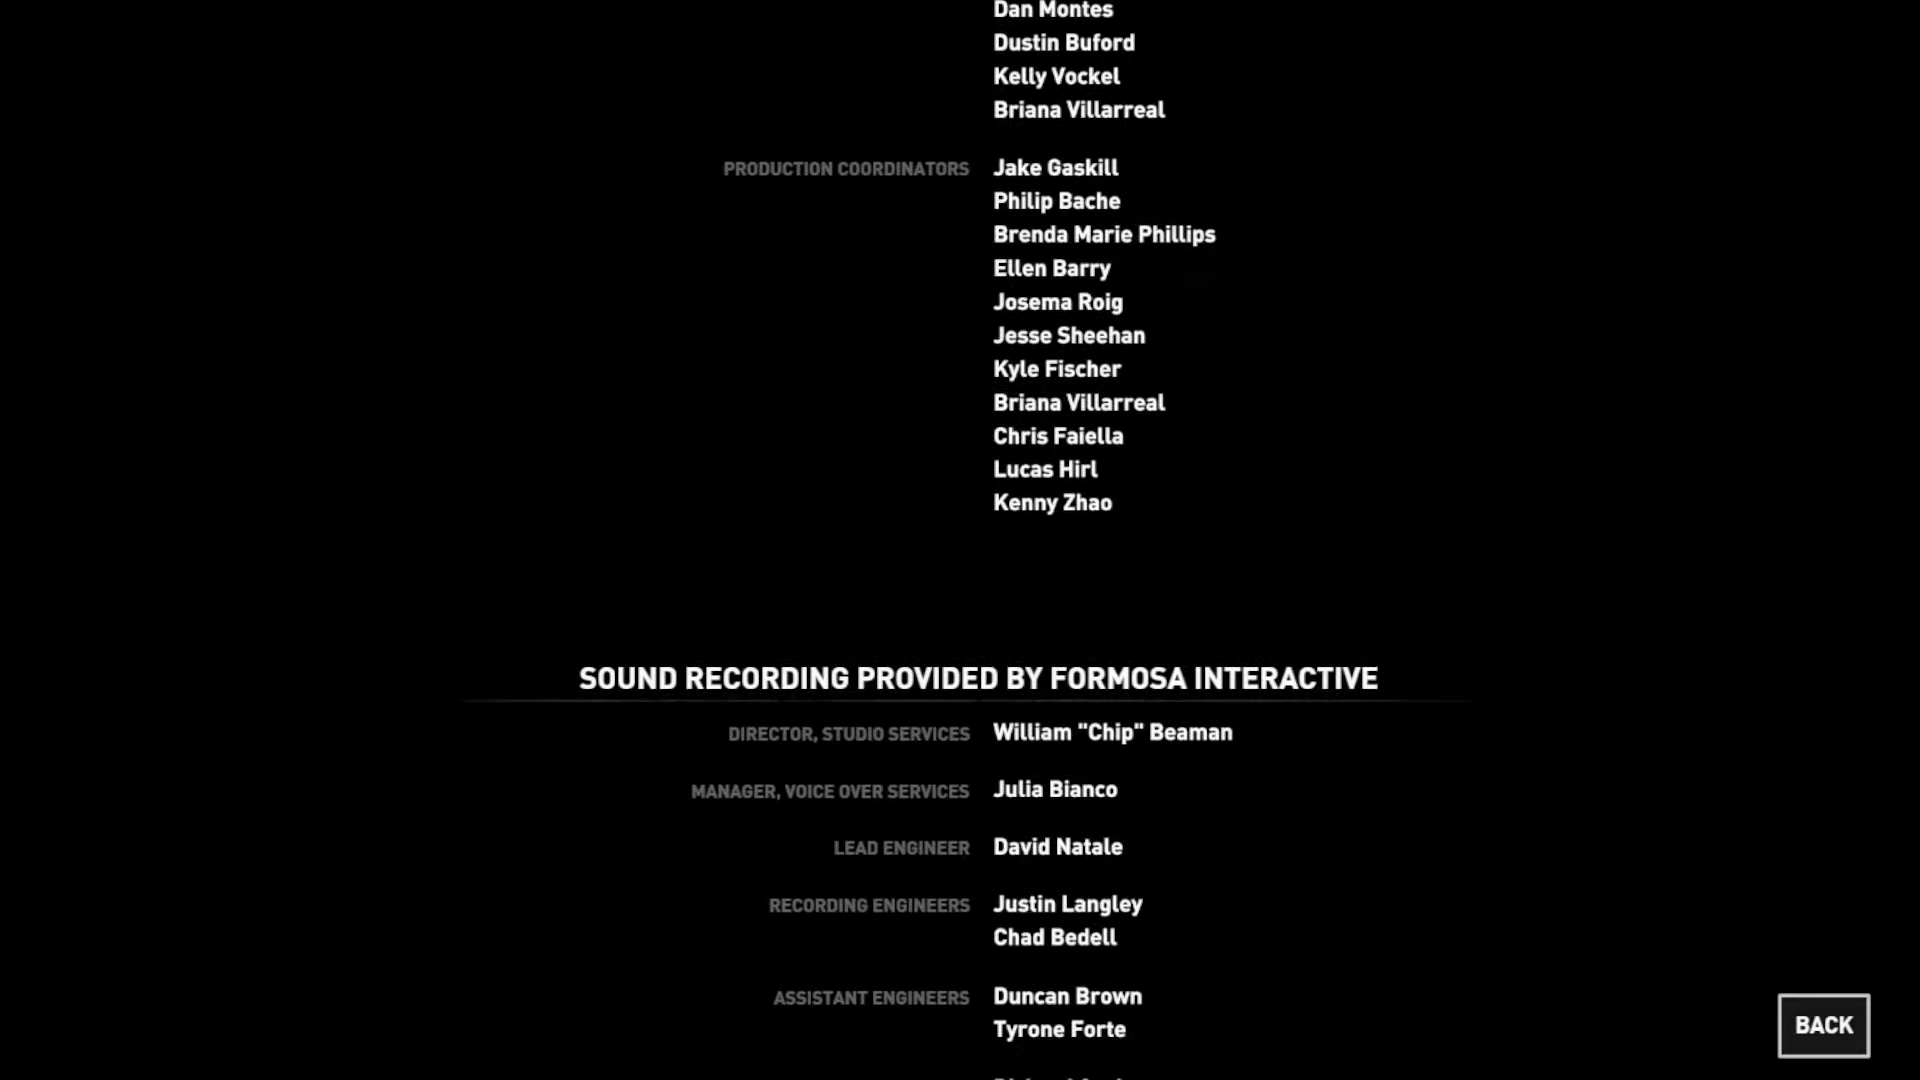 Dan Montes
Dustin Buford
Kelly Vockel
Briana Villarreal
PRODUCTION COORDINATORS Jake Gaskill
Philip Bache
Brenda Marie Phillips
Ellen Barry
Josema Roig
Jesse Sheehan
Kyle Fischer
Briana Villarreal
Chris Faiella
Lucas Hirl
Kenny Zhao
SOUND RECORDING PROVIDED BY FORMOSA INTERACTIVE
DIRECTOR, STUDIO SERVICES William "Chip" Beaman
MANAGER, VOICE OVER SERVICES Julia Bianco
LEAD ENGINEER David Natale
RECORDING ENGINEERS Justin Langley
Chad Bedell
ASSISTANT ENGINEERS Duncan Brown
Tyrone Forte
BACK